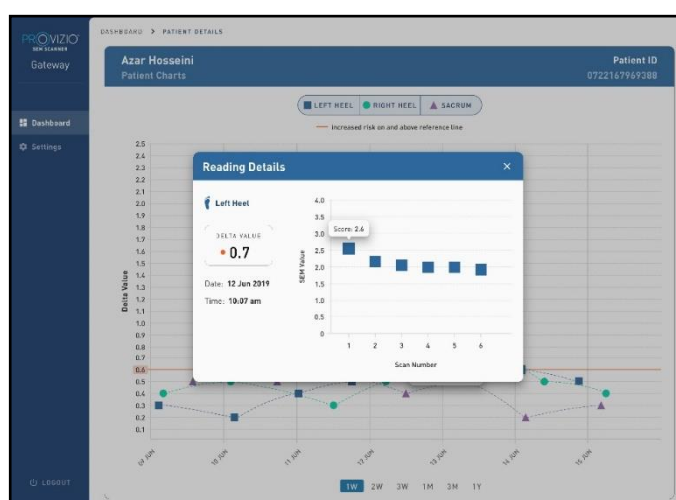 PROVIZIO
SEM SCANNER
Gateway
Dashboard
Settings
LOGOUT
DASHBOARD > PATIENT DETAILS
Azar Hosseini
Patient Charts
Patient ID
0722167969388
LEFT HEEL RIGHT HEEL SACRUM
increased risk on and above reference line
Delta Value
2.5
2.4
2.3
2.2
2.1
2.0
1.9
1.8
1.7
1.6
1.5
1.4
1.3
1.2
1.1
1.0
0.9
0.8
0.7
0.6
0.5
0.4
0.3
0.2
0.1
09 JUN
10 JUN
11 JUN
12 JUN
13 JUN
14 JUN
15 JUN
1W 2W 3W 1M 3M 1Y
Reading Details ×
Left Heel
DELTA VALUE
0.7
Date: 12 Jun 2019
Time: 10:07 am
SEM Value
4.0
3.5
3.0
2.5
2.0
1.5
1.0
0.5
0
Score: 2.6
1 2 3 4 5 6
Scan Number